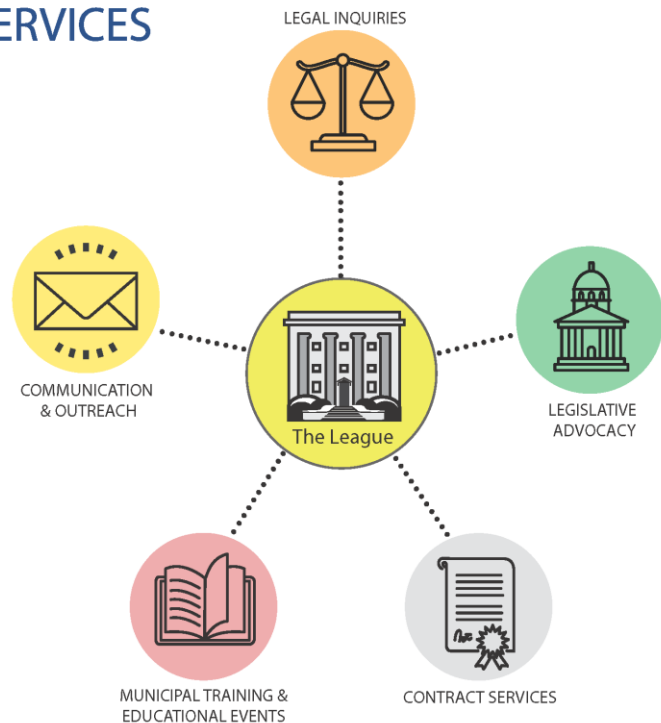 ERVICES
LEGAL INQUIRIES
COMMUNICATION
& OUTREACH
The League
LEGISLATIVE
ADVOCACY
MUNICIPAL TRAINING &
EDUCATIONAL EVENTS
CONTRACT SERVICES